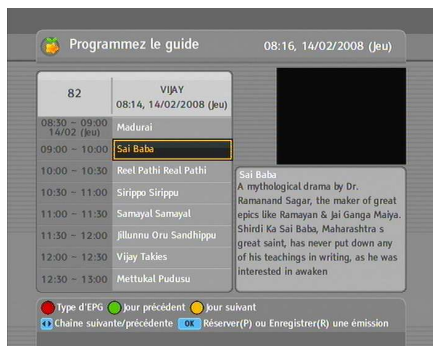 Programmez le guide
08:16, 14/02/2008 (Jeu)
82
VIJAY
08:14, 14/02/2008 (Jeu)
08:30 - 09:00
14/02 (Jeu)
Madurai
09:00 - 10:00 Sai Baba
10:00 - 10:30 Reel Pathi Real Pathi
10:30 - 11:00 Sirippo Sirippu
11:00 - 11:30 Samayal Samayal
11:30 - 12:00 Jillunnu Oru Sandhippu
12:00 - 12:30 Vijay Takies
12:30 - 13:00 Mettukal Pudusu
Sai Baba
A mythological drama by Dr.
Ramanand Sagar, the maker of great
epics like Ramayan & Jai Ganga Maiya.
Shirdi Ka Sai Baba, Maharashtra s
great saint, has never put down any
of his teachings in writing, as he was
interested in awaken
Type d'EPG Jour précédent Jour suivant
Chaîne suivante/précédente OK Réserver(P) ou Enregistrer(R) une émission